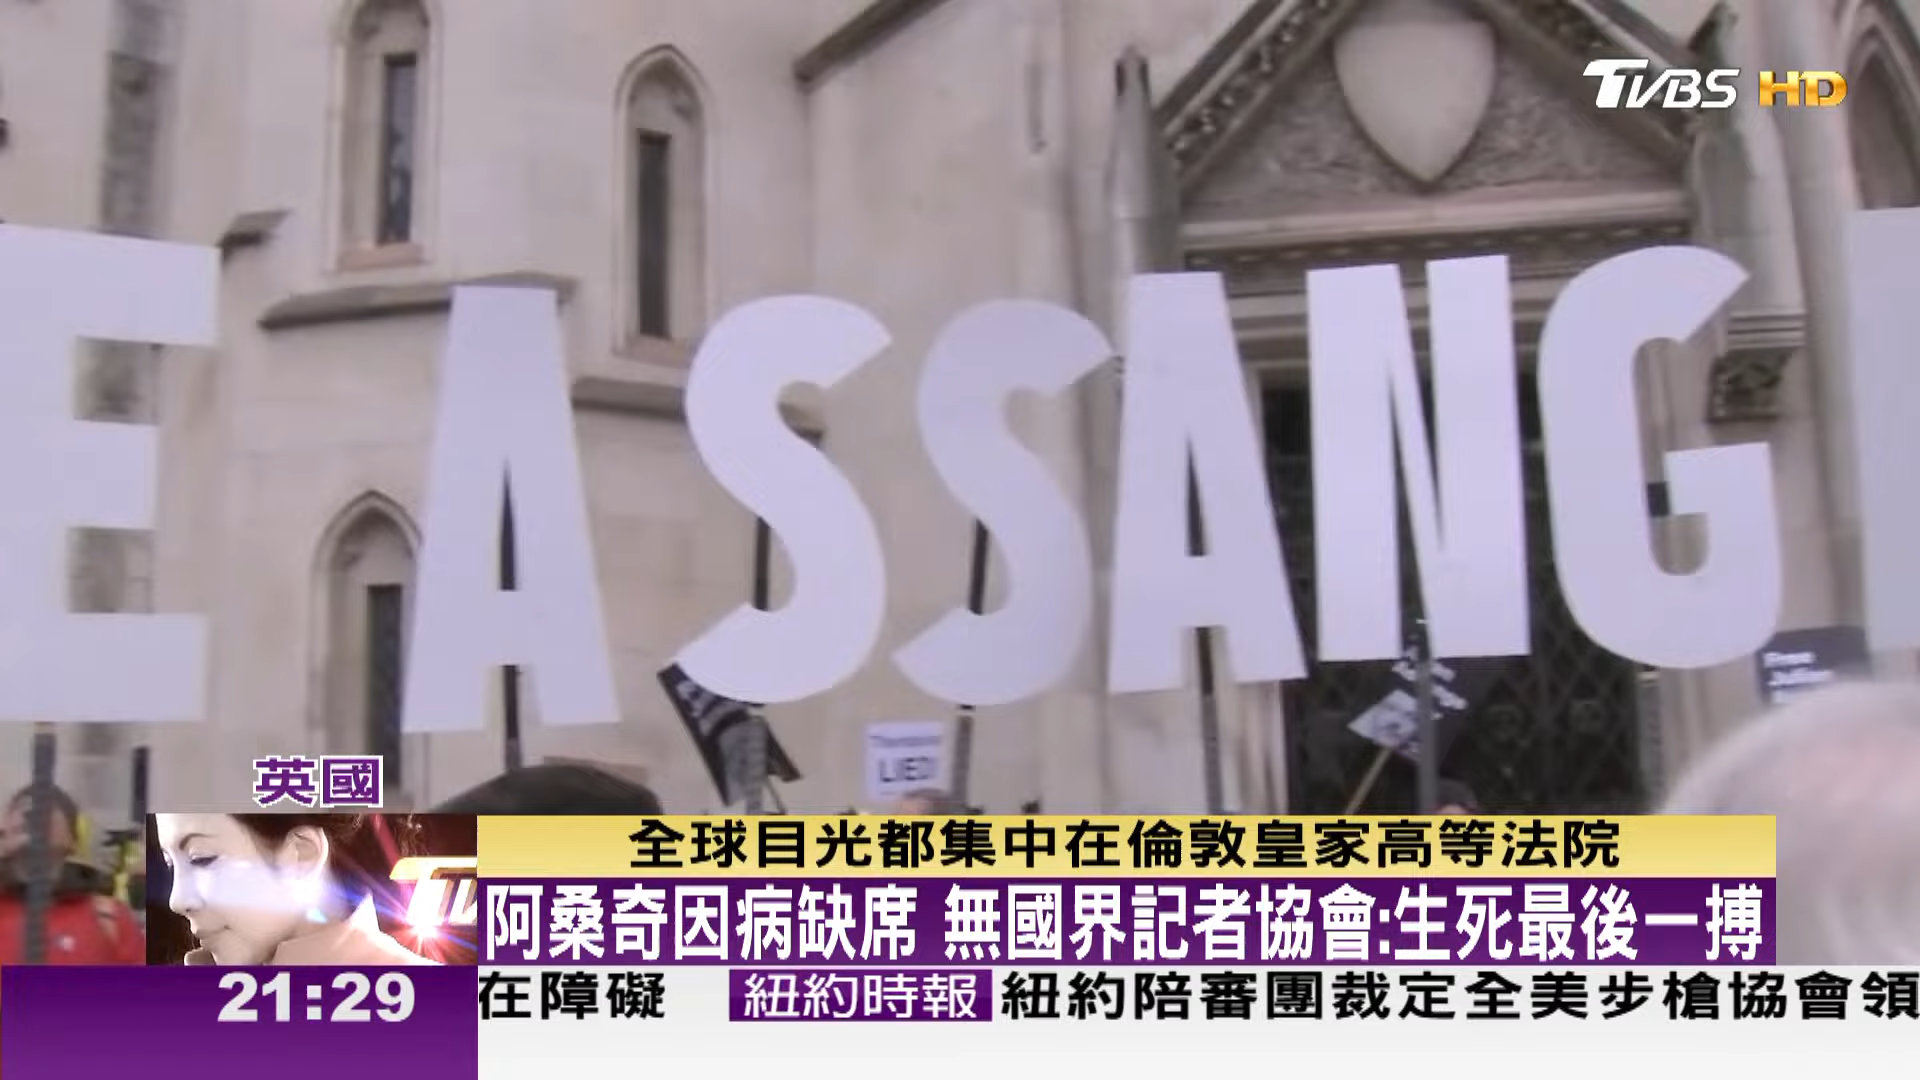 TVBS HD
E ASSANG
LIED
Free
英國
全球目光都集中在倫敦皇家高等法院
阿桑奇因病缺席 無國界記者協會:生死最後一搏
21:29
在障礙 紐約時報 紐約陪審團裁定全美步槍協會領